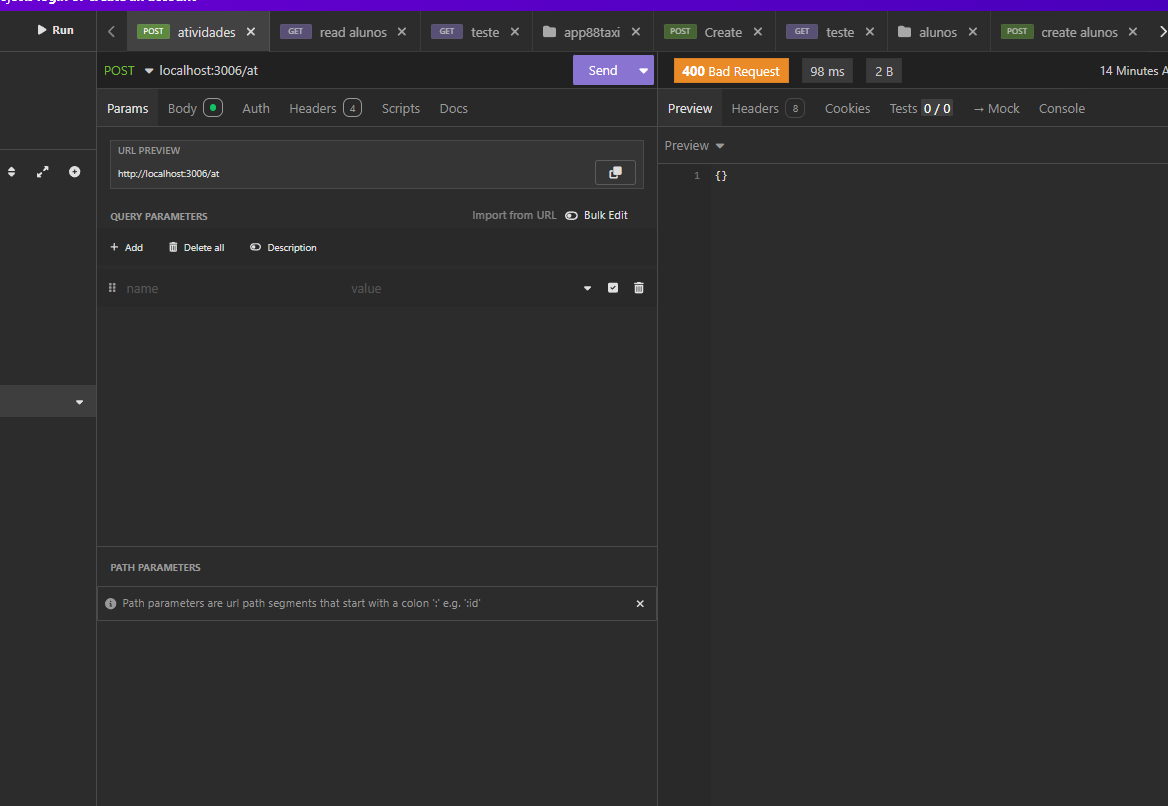 Run
POST atividades
GET read alunos
GET teste
app88taxi
POST Create
GET teste
alunos
POST create alunos
POST localhost:3006/at
Send
400 Bad Request
98 ms
2 B
14 Minutes A
Params
Body
Auth
Headers 4
Scripts
Docs
Preview
Headers 8
Cookies
Tests 0 / 0
→ Mock
Console
URL PREVIEW
http://localhost:3006/at
Preview
1 {}
QUERY PARAMETERS
Import from URL
Bulk Edit
+ Add
Delete all
Description
name
value
PATH PARAMETERS
Path parameters are url path segments that start with a colon ':' e.g. ':id'